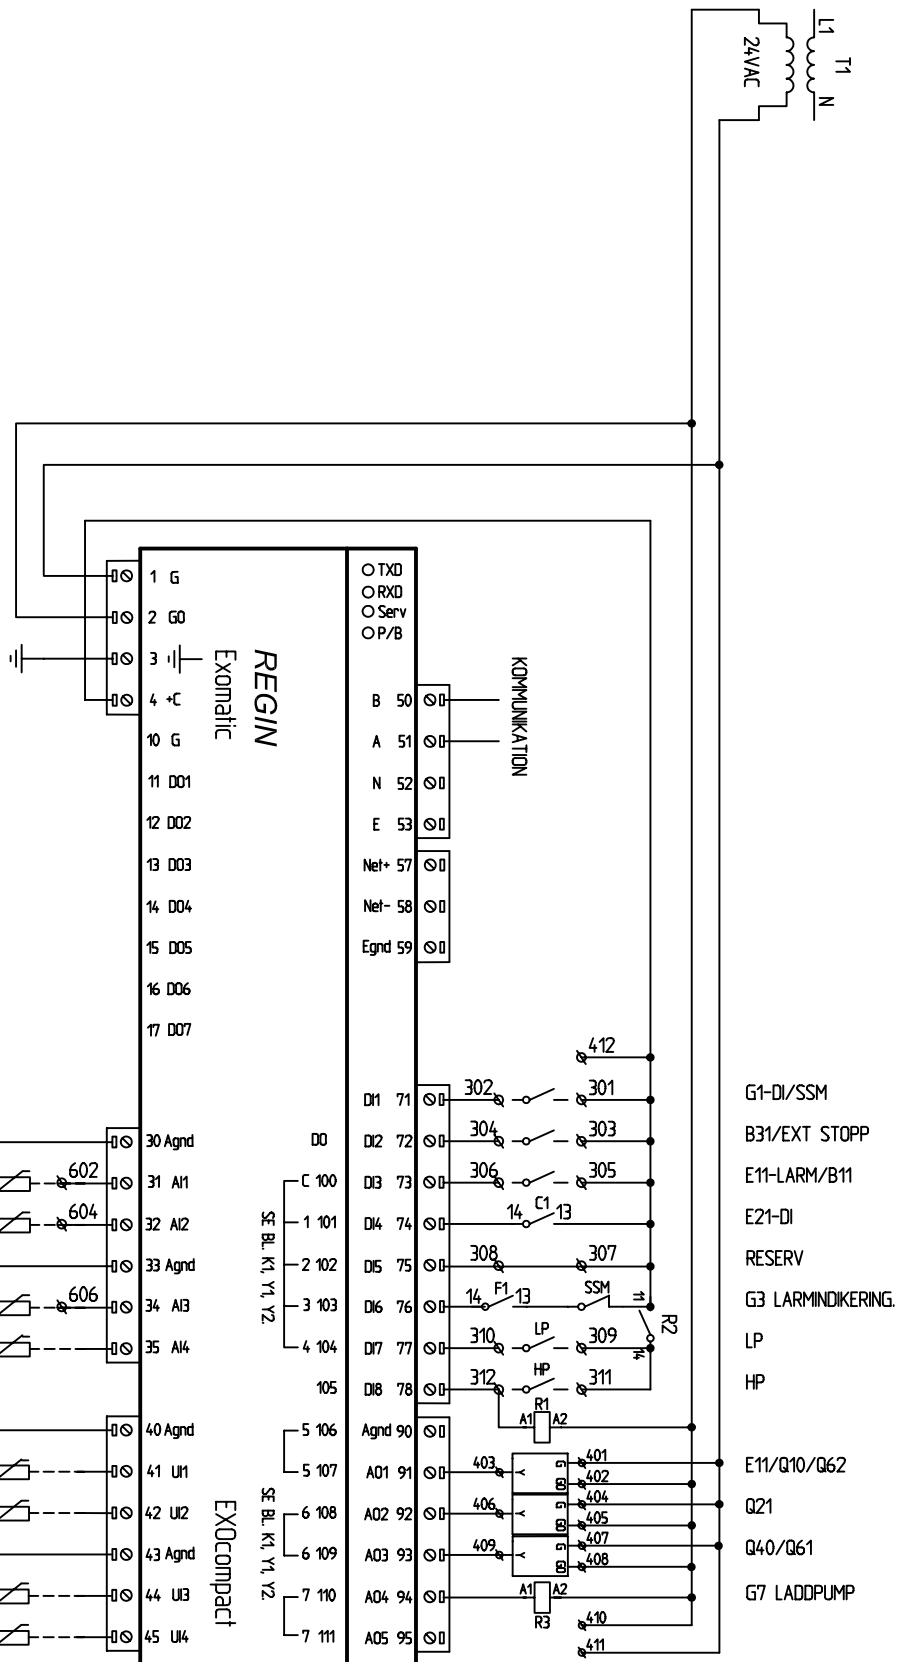 L1
T1
24VAC
N
TXD
RXD
Serv
P/B
1 G
2 G0
3
4 +C
10 G
11 DO1
12 DO2
13 DO3
14 DO4
15 DO5
16 DO6
17 DO7
REGIN
Exomatic
B 50
A 51
N 52
E 53
Net+ 57
Net- 58
Egnd 59
KOMMUNIKATION
412
DI1 71 302 301 G1-DI/SSM
DI2 72 304 303 B31/EXT STOPP
DI3 73 306 305 E11-LARM/B11
DI4 74 14 C1 13 E21-DI
DI5 75 308 307 RESERV
DI6 76 14 F1 13 SSM 11 G3 LARMINDIKERING.
R2
DI7 77 310 LP 309 14 LP
DI8 78 312 HP 311 HP
R1
A1 A2
Agnd 90
AO1 91 403 Y G 401 E11/Q10/Q62
G0 402
AO2 92 406 Y G 404 Q21
G0 405
AO3 93 409 Y G 407 Q40/Q61
G0 408
AO4 94 A1 A2 G7 LADDPUMP
R3
410
AO5 95
411
DO
C 100
1 101
2 102
3 103
4 104
SE BL. K1, Y1, Y2.
105
5 106
5 107
6 108
6 109
7 110
7 111
SE BL. K1, Y1, Y2.
30 Agnd
602 31 AI1
604 32 AI2
33 Agnd
606 34 AI3
35 AI4
40 Agnd
41 UI1
42 UI2
43 Agnd
44 UI3
45 UI4
EXOcompact